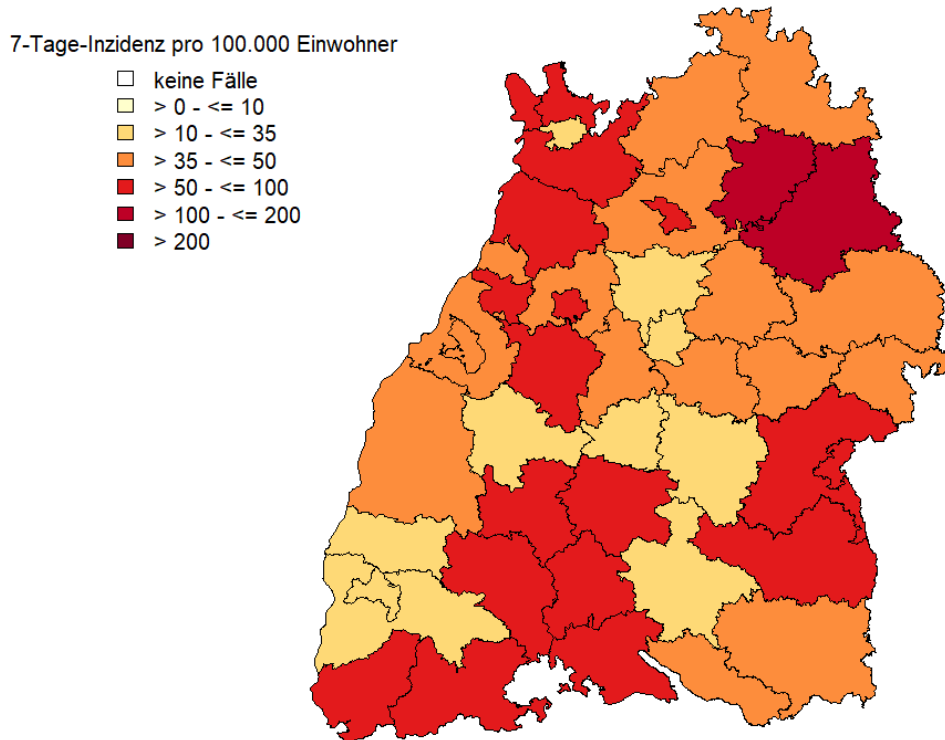 7-Tage-Inzidenz pro 100.000 Einwohner
keine Fälle
> 0 - <= 10
> 10 - <= 35
> 35 - <= 50
> 50 - <= 100
> 100 - <= 200
> 200